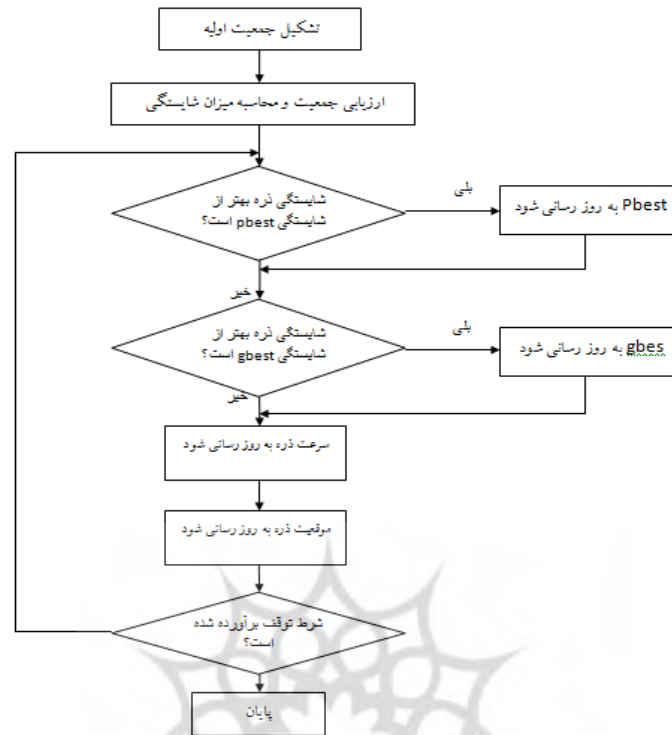 تشکیل جمعیت اولیه
ارزیابی جمعیت و محاسبه میزان شایستگی
شایستگی ذره بهتر از
شایستگی pbest است؟
بلی
Pbest به روز رسانی شود
خیر
شایستگی ذره بهتر از
شایستگی gbest است؟
بلی
gbes به روز رسانی شود
خیر
سرعت ذره به روز رسانی شود
موقعیت ذره به روز رسانی شود
شرط توقف برآورده شده
است؟
پایان